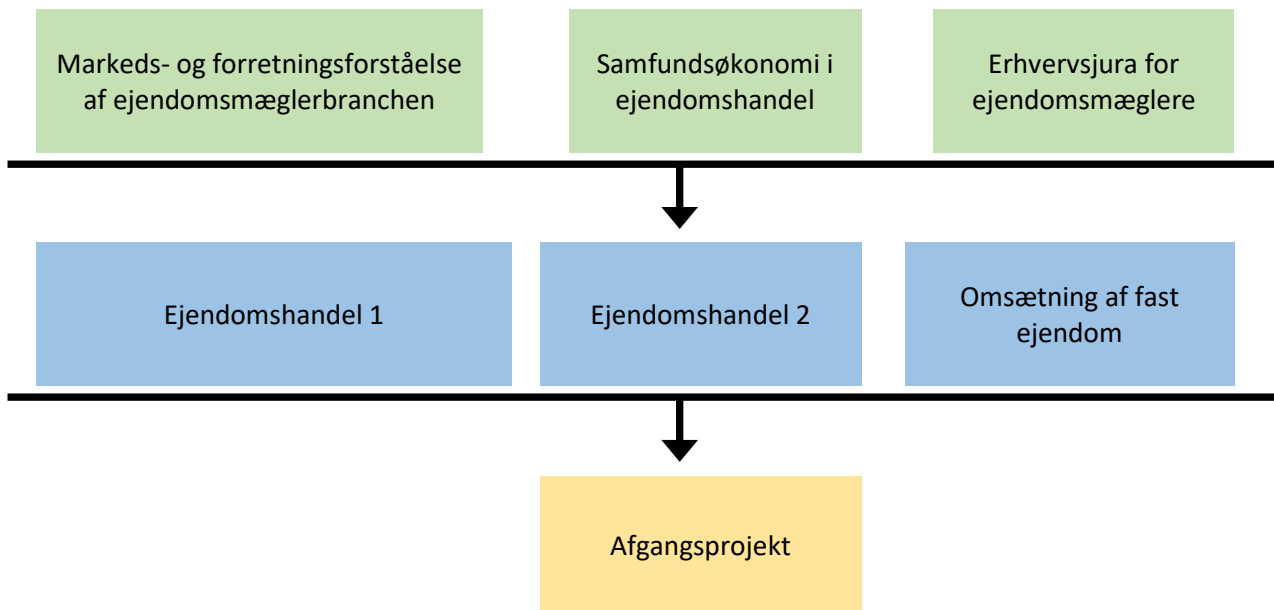 Markeds- og forretningsforståelse
af ejendomsmæglerbranchen
Samfundsøkonomi i
ejendomshandel
Erhvervsjura for
ejendomsmæglere
Ejendomshandel 1
Ejendomshandel 2
Omsætning af fast
ejendom
Afgangsprojekt